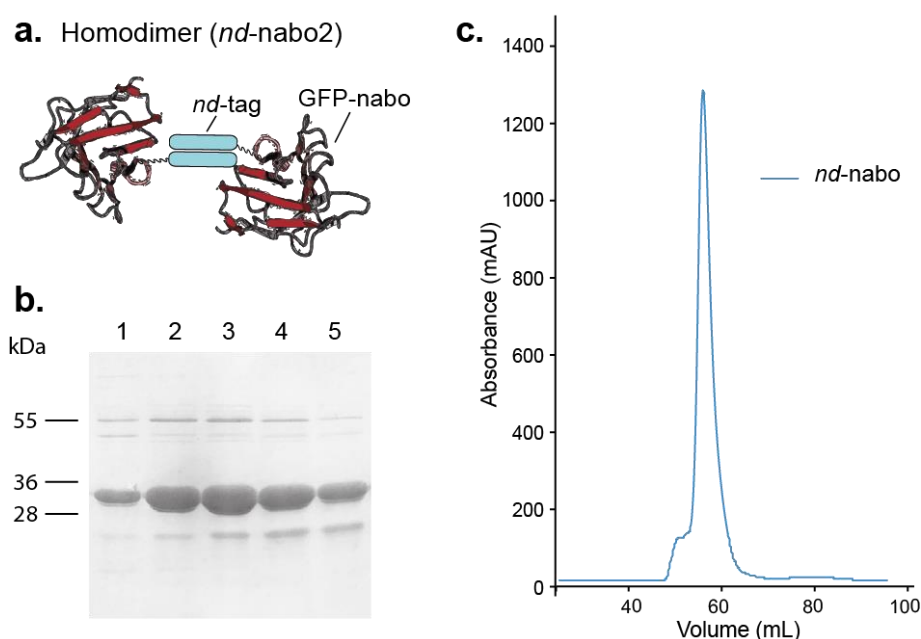 a. Homodimer (nd-nabo2)
nd-tag
GFP-nabo
b.
1 2 3 4 5
kDa
55
36
28
c.
1400
1200
1000
800
600
400
200
0
Absorbance (mAU)
40 60 80 100
Volume (mL)
nd-nabo